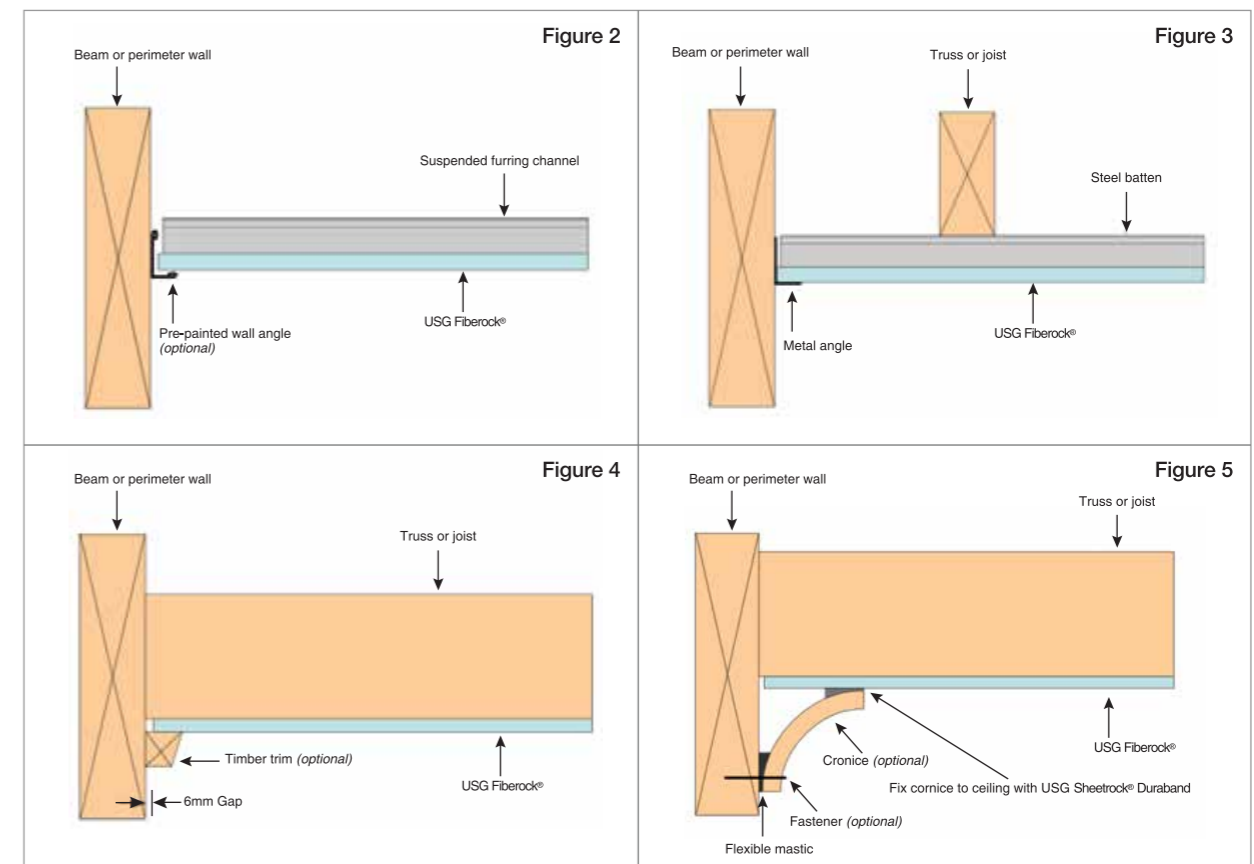 Figure 2
Beam or perimeter wall
Suspended furring channel
Pre-painted wall angle
(optional)
USG Fiberock®
Figure 3
Beam or perimeter wall
Truss or joist
Steel batten
Metal angle
USG Fiberock®
Figure 4
Beam or perimeter wall
Truss or joist
Timber trim (optional)
USG Fiberock®
6mm Gap
Figure 5
Beam or perimeter wall
Truss or joist
USG Fiberock®
Cronice (optional)
Fix cornice to ceiling with USG Sheetrock® Duraband
Fastener (optional)
Flexible mastic